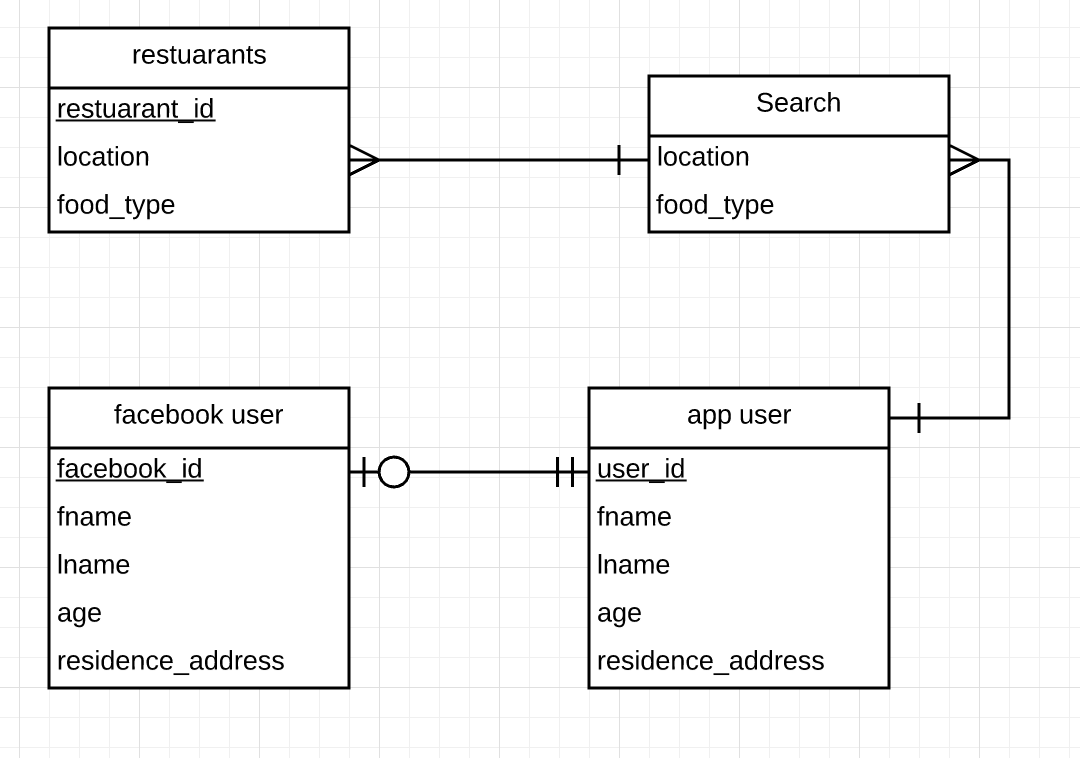 restuarants
restuarant_id
location
food_type
Search
location
food_type
facebook user
facebook_id
fname
lname
age
residence_address
app user
user_id
fname
lname
age
residence_address